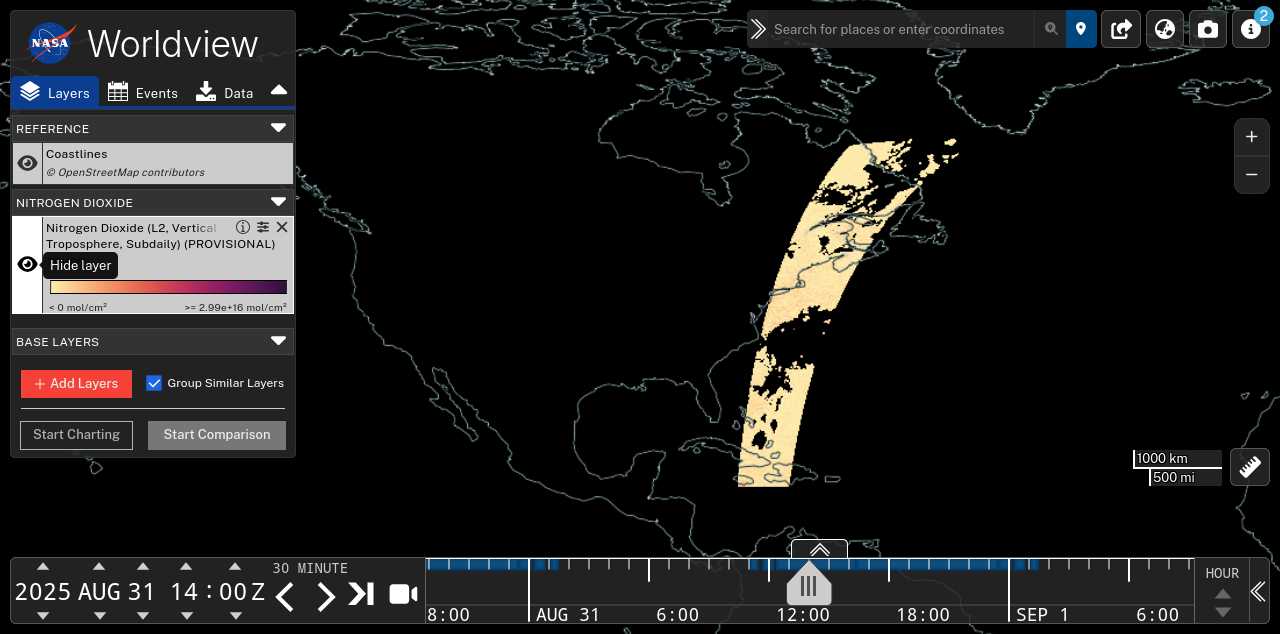 NASA Worldview
Layers Events Data
REFERENCE
Coastlines
© OpenStreetMap contributors
NITROGEN DIOXIDE
Nitrogen Dioxide (L2, Vertical
Troposphere, Subdaily) (PROVISIONAL)
Hide layer
< 0 mol/cm² >= 2.99e+16 mol/cm²
BASE LAYERS
+ Add Layers Group Similar Layers
Start Charting Start Comparison
Search for places or enter coordinates
2
+
−
1000 km
500 mi
2025 AUG 31 14 : 00 Z
30 MINUTE
8:00 AUG 31 6:00 12:00 18:00 SEP 1 6:00
HOUR